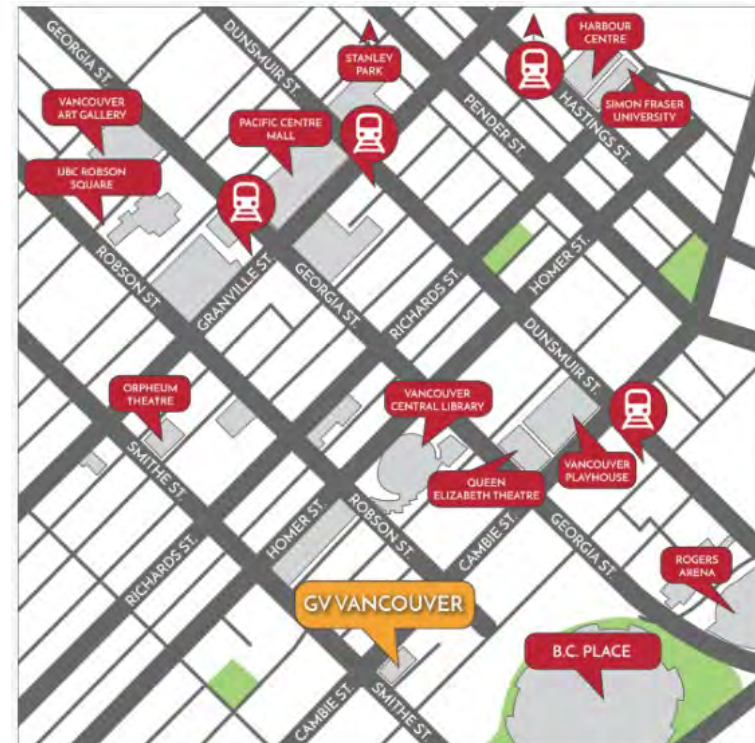 GEORGIA ST.
DUNSMUIR ST.
STANLEY
PARK
HARBOUR
CENTRE
VANCOUVER
ART GALLERY
PACIFIC CENTRE
MALL
PENDER ST.
HASTINGS ST.
SIMON FRASER
UNIVERSITY
UBC ROBSON
SQUARE
ROBSON ST.
GRANVILLE ST.
GEORGIA ST.
RICHARDS ST.
HOMER ST.
DUNSMUIR ST.
ORPHEUM
THEATRE
VANCOUVER
CENTRAL LIBRARY
SMITHE ST.
QUEEN
ELIZABETH THEATRE
VANCOUVER
PLAYHOUSE
HOMER ST.
ROBSON ST.
CAMBIE ST.
GEORGIA ST.
RICHARDS ST.
ROGERS
ARENA
GV VANCOUVER
B.C. PLACE
CAMBIE ST.
SMITHE ST.